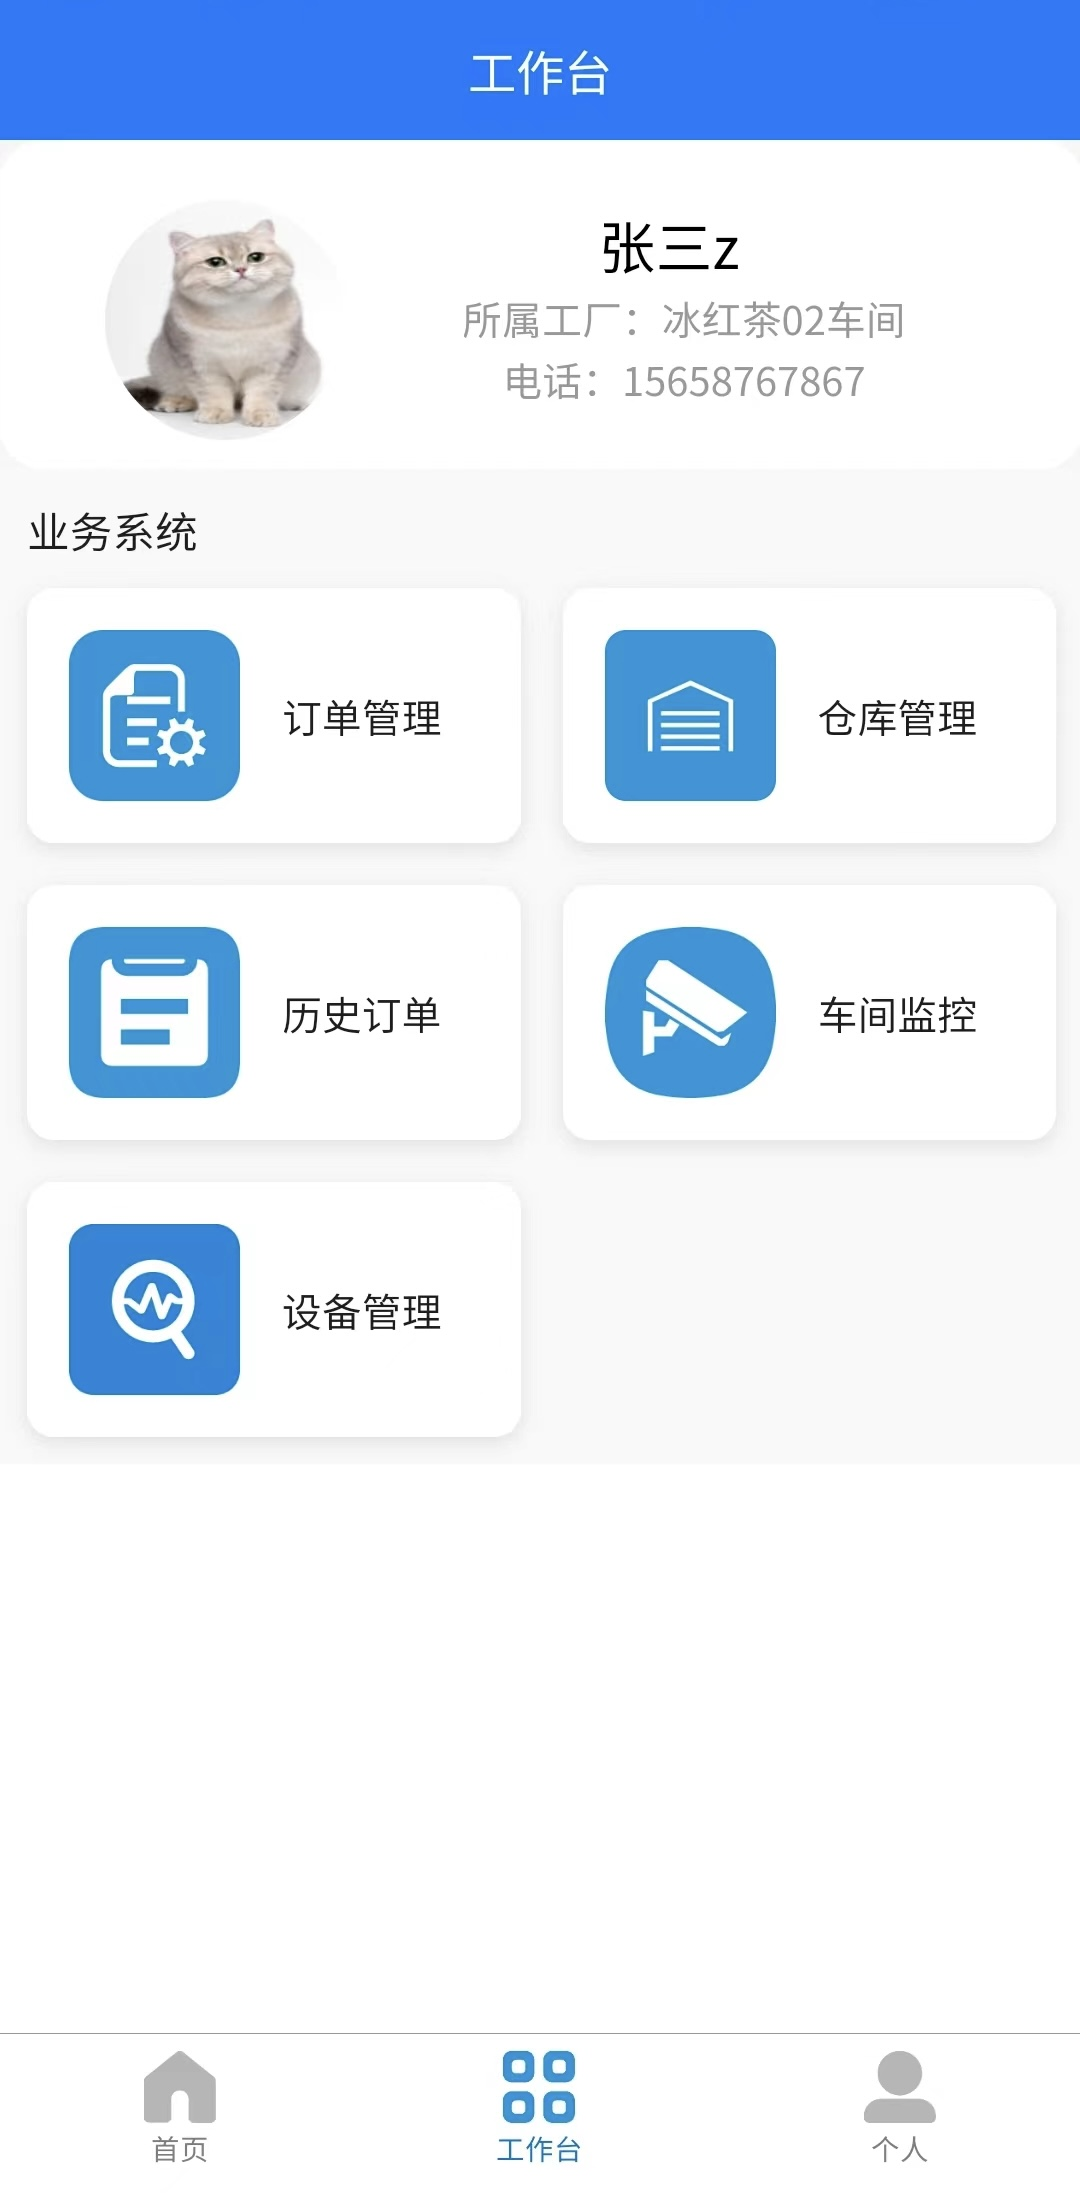 工作台
张三z
所属工厂：冰红茶02车间
电话：15658767867
业务系统
订单管理
仓库管理
历史订单
车间监控
设备管理
首页
工作台
个人